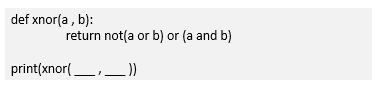 def xnor(a , b):
return not(a or b) or (a and b)
print(xnor( ___ , ___ ))